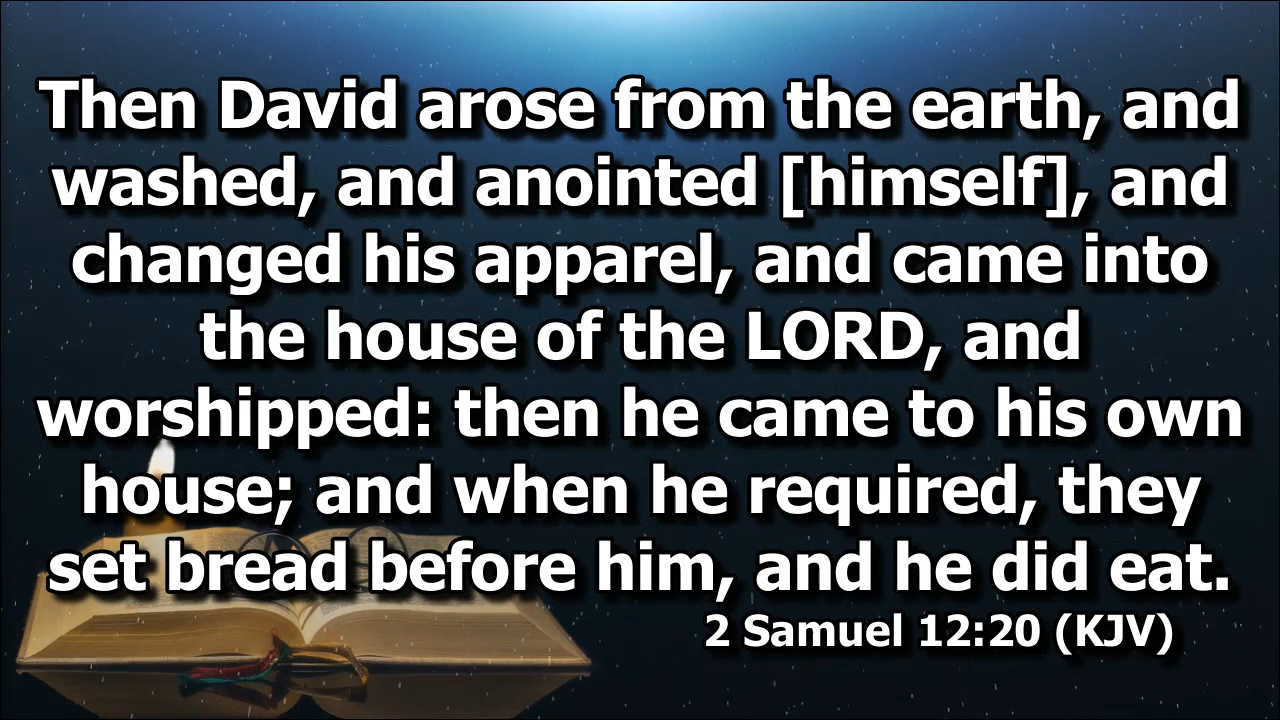 Then David arose from the earth, and
washed, and anointed [himself], and
changed his apparel, and came into
the house of the LORD, and
worshipped: then he came to his own
house; and when he required, they
set bread before him, and he did eat.
2 Samuel 12:20 (KJV)